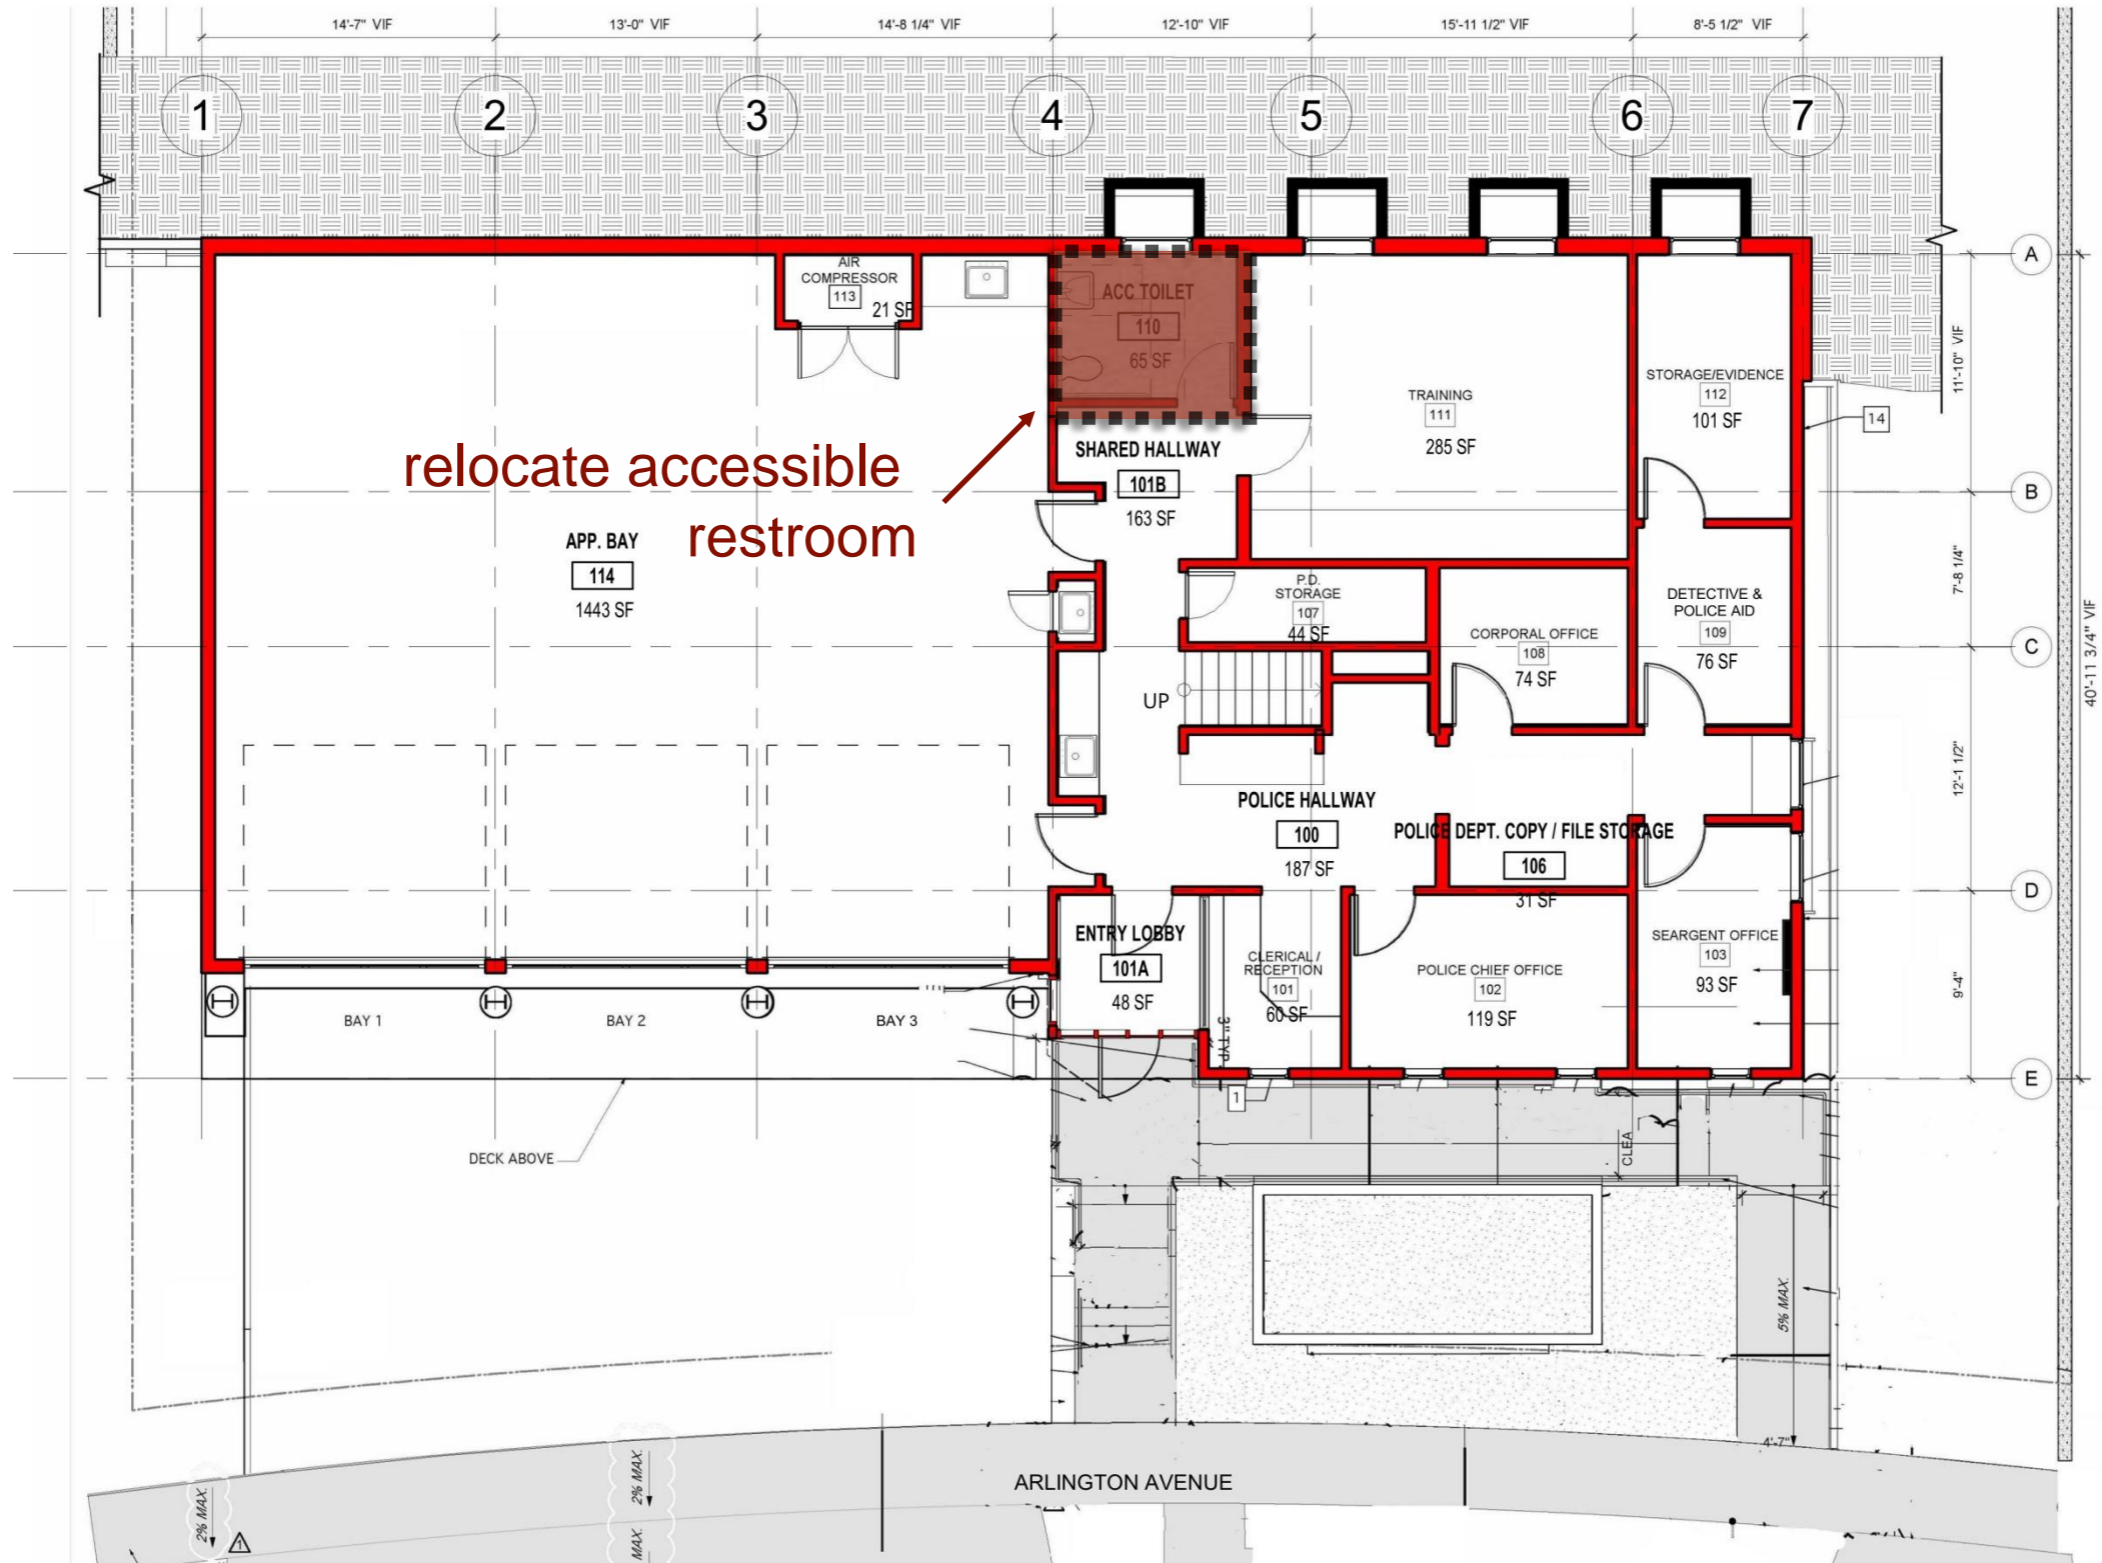 14'-7" VIF
13'-0" VIF
14'-8 1/4" VIF
12'-10" VIF
15'-11 1/2" VIF
8'-5 1/2" VIF
1
2
3
4
5
6
7
A
AIR
COMPRESSOR
113
21 SF
ACC TOILET
110
65 SF
11'-10" VIF
STORAGE/EVIDENCE
112
101 SF
14
TRAINING
111
285 SF
relocate accessible
restroom
SHARED HALLWAY
101B
163 SF
B
APP. BAY
114
1443 SF
P.D.
STORAGE
107
44 SF
CORPORAL OFFICE
108
74 SF
DETECTIVE &
POLICE AID
109
76 SF
7'-8 1/4"
C
40'-11 3/4" VIF
UP
12'-1 1/2"
POLICE HALLWAY
100
187 SF
POLICE DEPT. COPY / FILE STORAGE
106
31 SF
D
ENTRY LOBBY
101A
48 SF
CLERICAL /
RECEPTION
101
60 SF
3" TYP
POLICE CHIEF OFFICE
102
119 SF
SEARGENT OFFICE
103
93 SF
9'-4"
BAY 1
BAY 2
BAY 3
E
1
CLEA
DECK ABOVE
5% MAX.
4'-7"
ARLINGTON AVENUE
2% MAX.
2% MAX.
MAX.
1